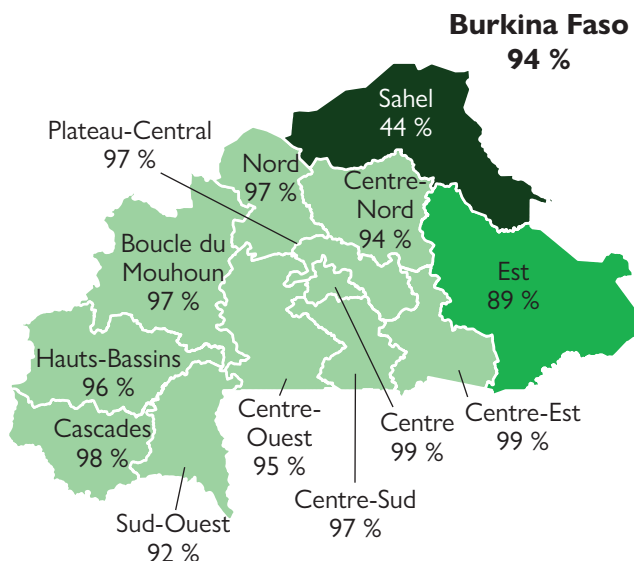 Burkina Faso
94 %
Sahel
44 %
Plateau-Central
97 %
Nord
97 %
Centre-
Nord
94 %
Boucle du
Mouhoun
97 %
Est
89 %
Hauts-Bassins
96 %
Cascades
98 %
Centre-
Ouest
95 %
Centre
99 %
Centre-Est
99 %
Centre-Sud
97 %
Sud-Ouest
92 %